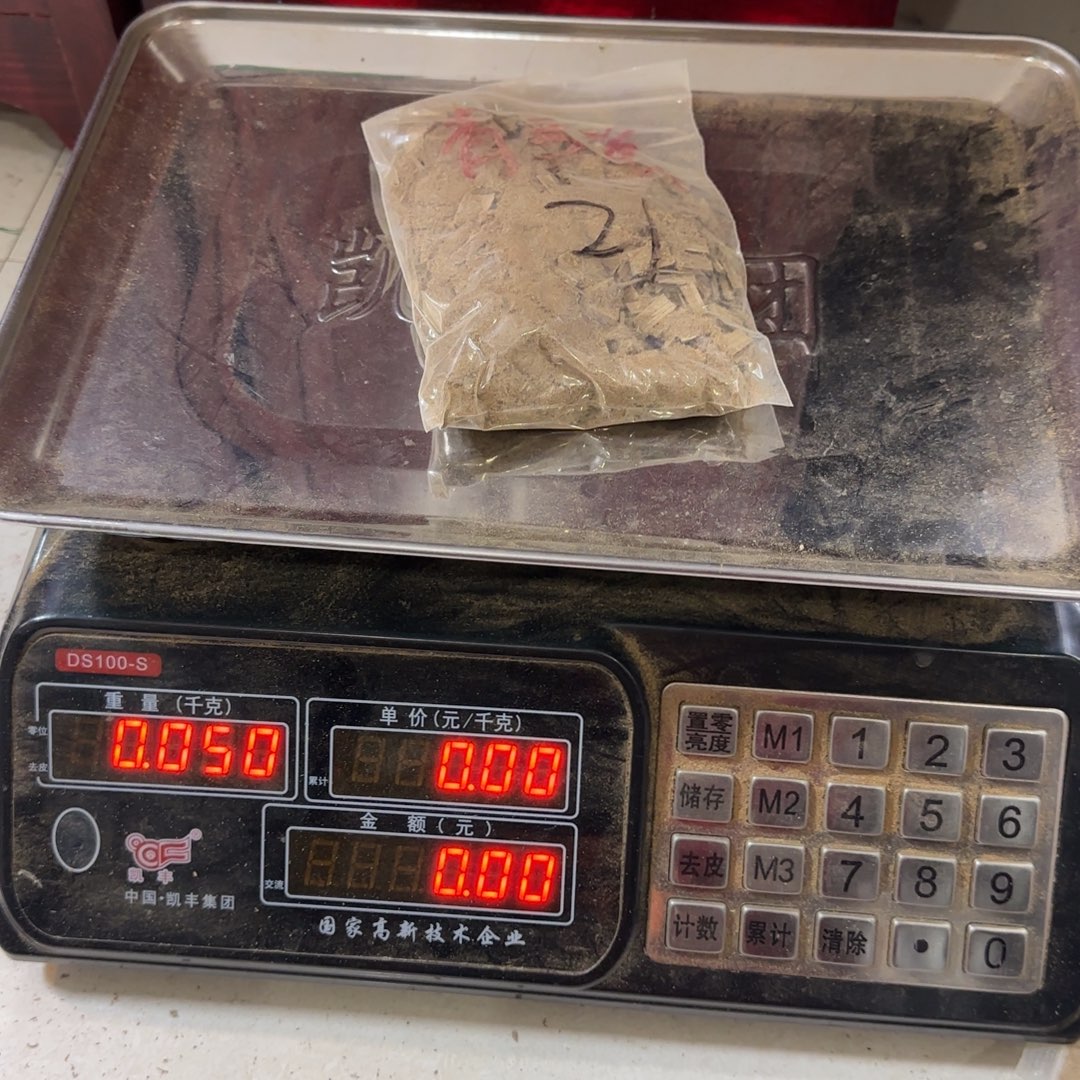 21
凯
团
DS100-S
重量(千克)
零位
去皮
0.050
单价(元/千克)
累计
0.00
金额(元)
交流
0.00
凯丰
中国·凯丰集团
国家高新技术企业
置零 亮度 M1 1 2 3
储存 M2 4 5 6
去皮 M3 7 8 9
计数 累计 清除 • 0